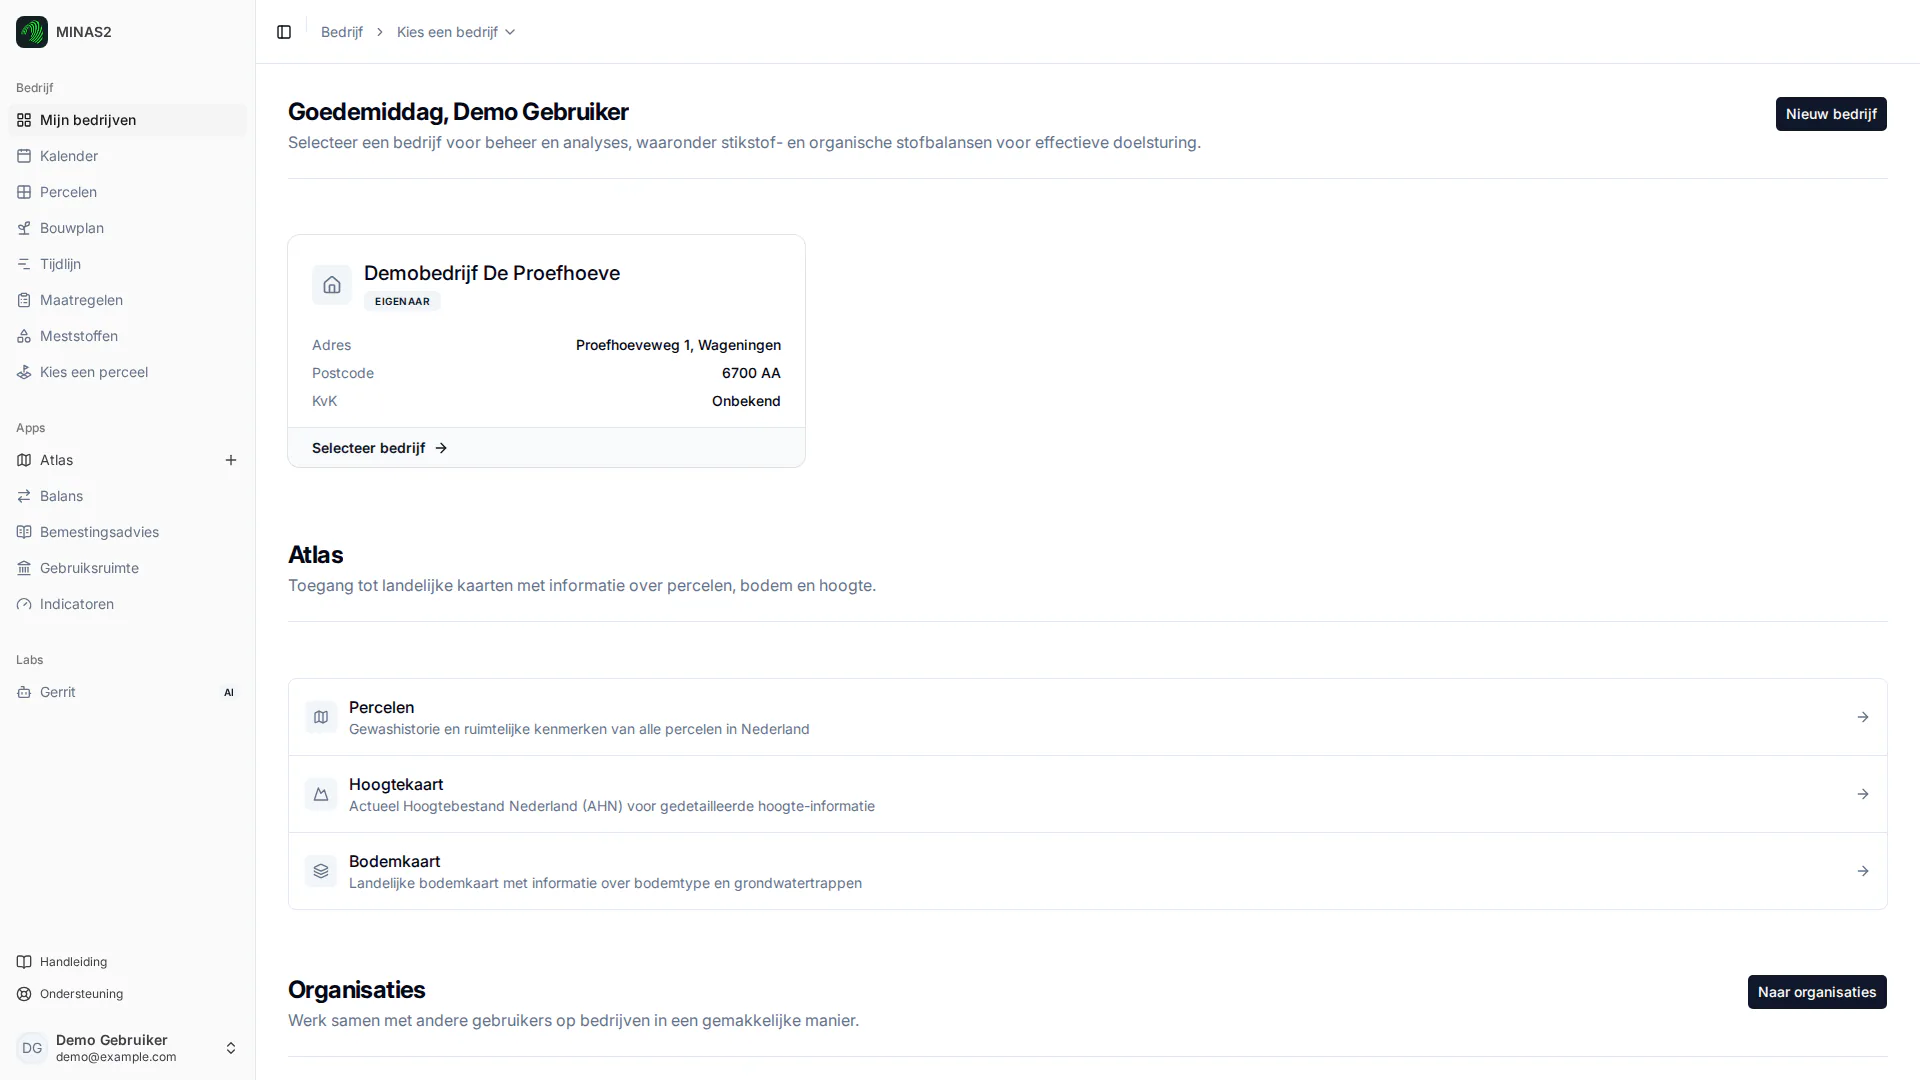 MINAS2
Bedrijf
Mijn bedrijven
Kalender
Percelen
Bouwplan
Tijdlijn
Maatregelen
Meststoffen
Kies een perceel
Apps
Atlas
Balans
Bemestingsadvies
Gebruiksruimte
Indicatoren
Labs
Gerrit AI
Handleiding
Ondersteuning
DG
Demo Gebruiker
demo@example.com
Bedrijf Kies een bedrijf
Goedemiddag, Demo Gebruiker
Nieuw bedrijf
Selecteer een bedrijf voor beheer en analyses, waaronder stikstof- en organische stofbalansen voor effectieve doelsturing.
Demobedrijf De Proefhoeve
EIGENAAR
Adres Proefhoeveweg 1, Wageningen
Postcode 6700 AA
KvK Onbekend
Selecteer bedrijf
Atlas
Toegang tot landelijke kaarten met informatie over percelen, bodem en hoogte.
Percelen
Gewashistorie en ruimtelijke kenmerken van alle percelen in Nederland
Hoogtekaart
Actueel Hoogtebestand Nederland (AHN) voor gedetailleerde hoogte-informatie
Bodemkaart
Landelijke bodemkaart met informatie over bodemtype en grondwatertrappen
Organisaties
Naar organisaties
Werk samen met andere gebruikers op bedrijven in een gemakkelijke manier.